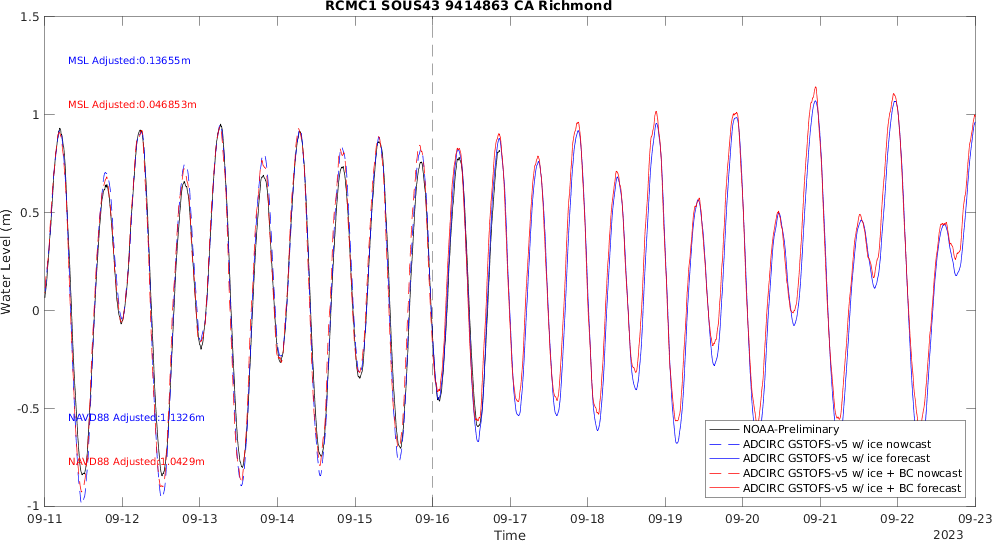 RCMC1 SOUS43 9414863 CA Richmond
1.5
MSL Adjusted:0.13655m
MSL Adjusted:0.046853m
1
0.5
Water Level (m)
0
-0.5
NAVD88 Adjusted:1.1326m
NAVD88 Adjusted:1.0429m
NOAA-Preliminary
ADCIRC GSTOFS-v5 w/ ice nowcast
ADCIRC GSTOFS-v5 w/ ice forecast
ADCIRC GSTOFS-v5 w/ ice + BC nowcast
ADCIRC GSTOFS-v5 w/ ice + BC forecast
-1
09-11 09-12 09-13 09-14 09-15 09-16 09-17 09-18 09-19 09-20 09-21 09-22 09-23
Time
2023